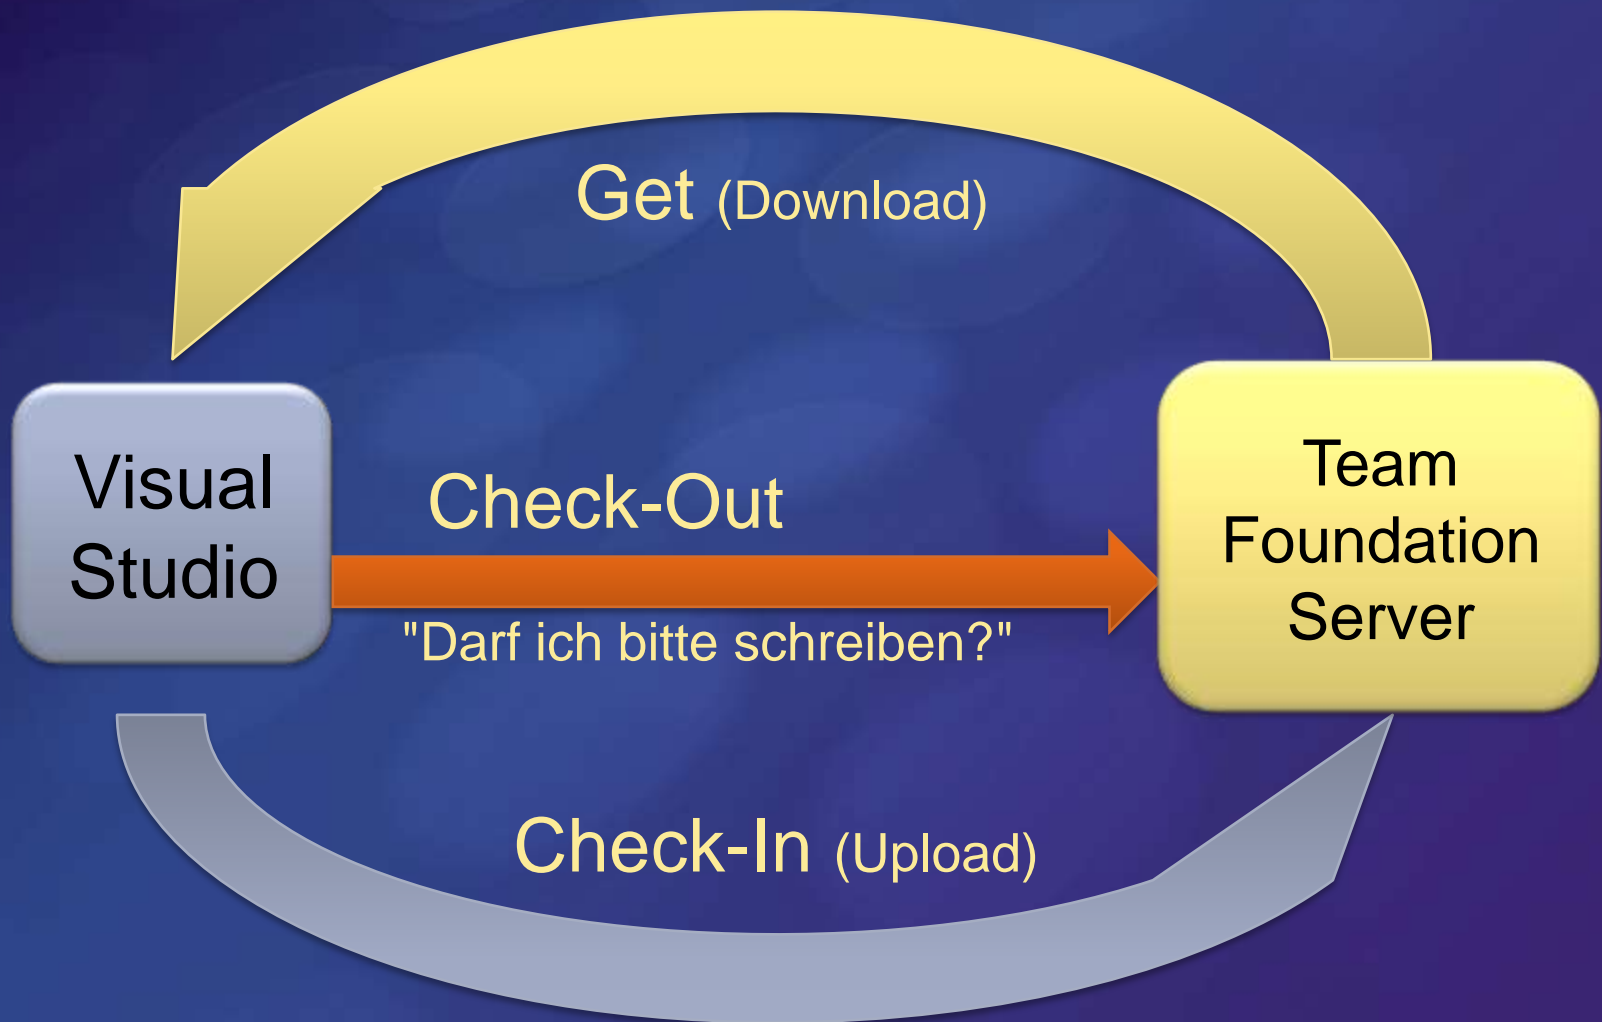 Get (Download)
Visual
Studio
Check-Out
"Darf ich bitte schreiben?"
Team
Foundation
Server
Check-In (Upload)